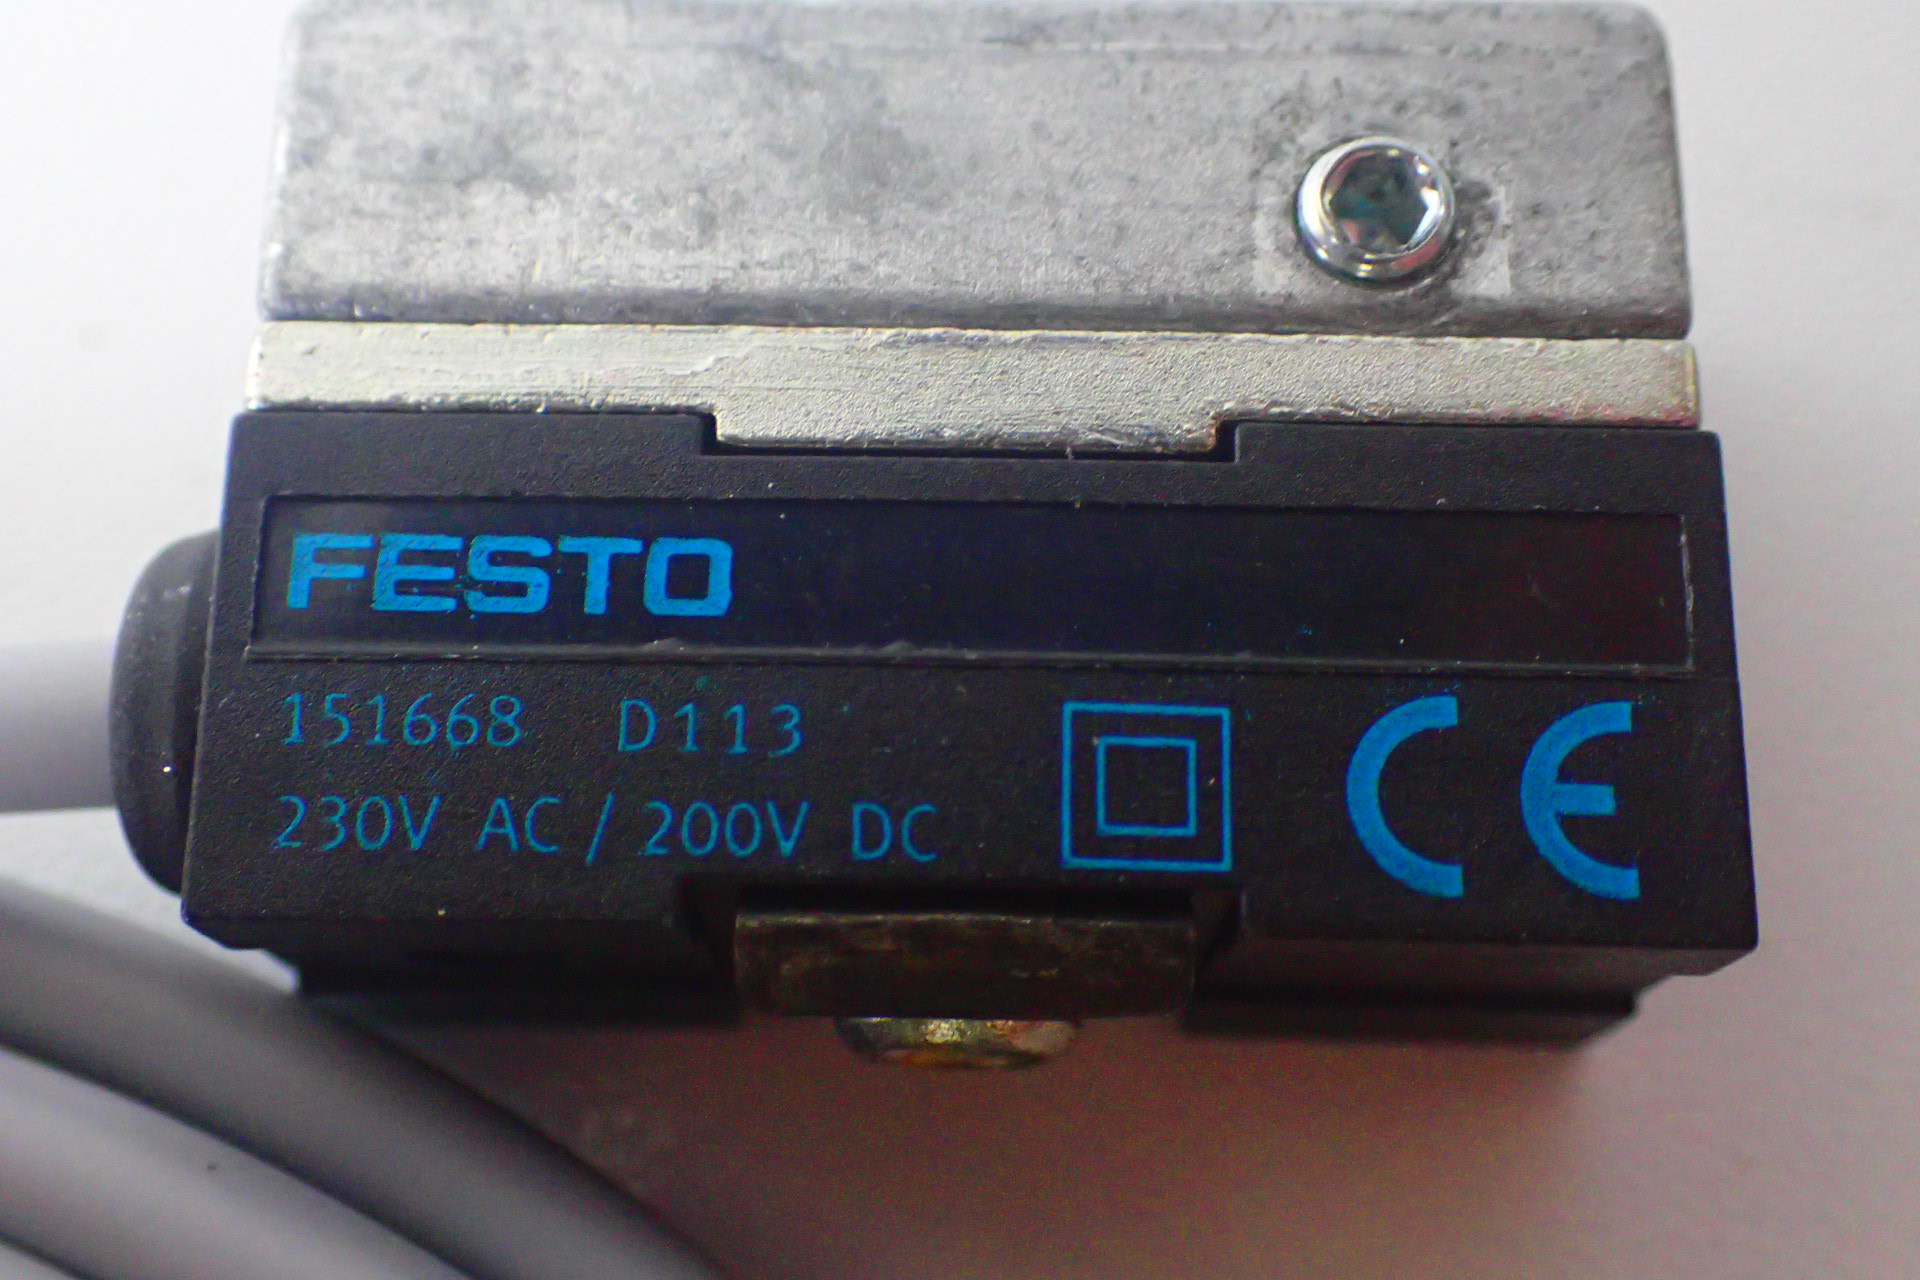 FESTO
151668 D113
230V AC / 200V DC
CE